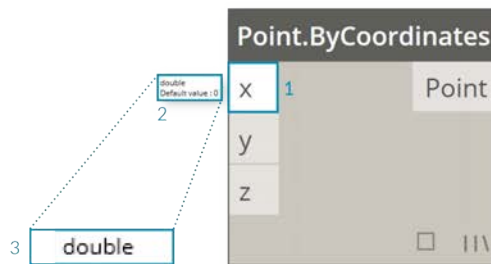 Point.ByCoordinates
double
Default value : 0
x
1
Point
2
y
z
3
double